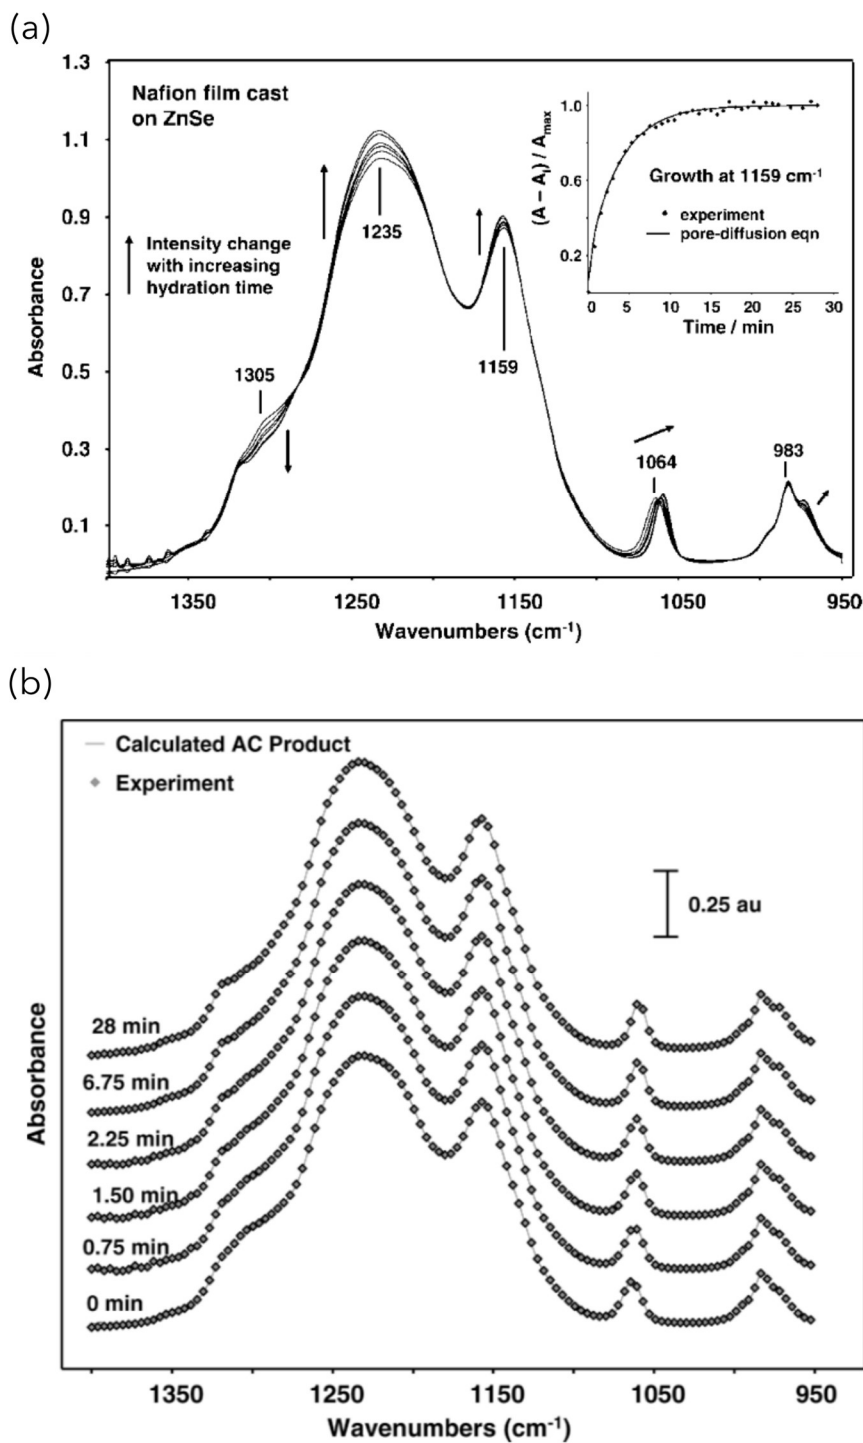 (a)
1.3
1.1
0.9
0.7
0.5
0.3
0.1
Absorbance
Nafion film cast
on ZnSe
Intensity change
with increasing
hydration time
1305
1235
1159
1064
983
(A – Aᵢ) / Aₘₐₓ
1.0
0.6
0.2
Growth at 1159 cm⁻¹
experiment
pore-diffusion eqn
0 5 10 15 20 25 30
Time / min
1350 1250 1150 1050 950
Wavenumbers (cm⁻¹)
(b)
Calculated AC Product
Experiment
0.25 au
Absorbance
28 min
6.75 min
2.25 min
1.50 min
0.75 min
0 min
1350 1250 1150 1050 950
Wavenumbers (cm⁻¹)